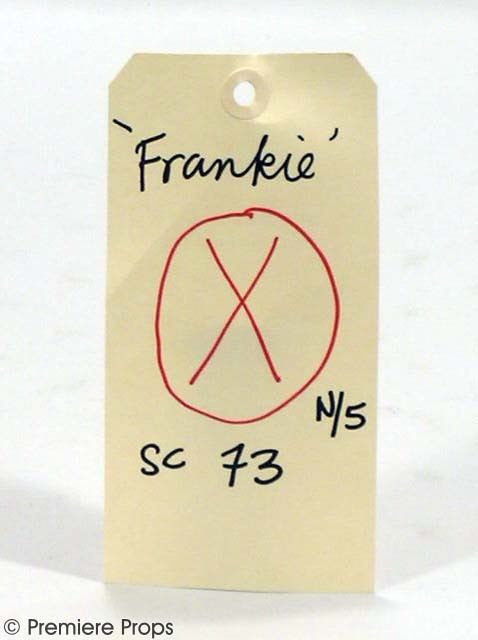 'Frankie'
X
N/5
SC 73
© Premiere Props